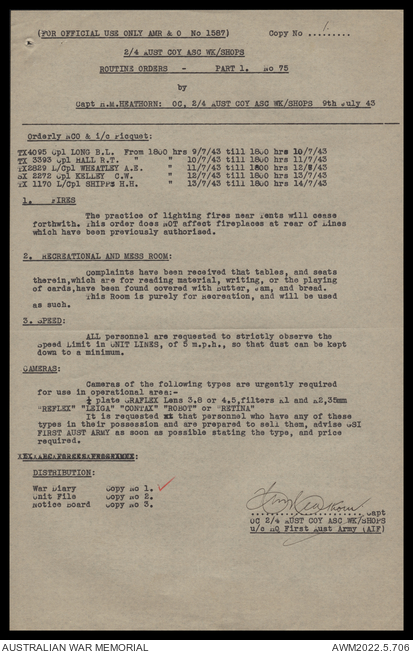 (FOR OFFICIAL USE ONLY AMR & O No 1587) Copy No ..1......
2/4 AUST COY ASC WK/SHOPS
ROUTINE ORDERS - PART 1. No 75
by
Capt H.M.HEATHORN: OC, 2/4 AUST COY ASC WK/SHOPS 9th July 43
Orderly NCO & i/c Picquet:
TX4095 Cpl LONG B.L. From 1800 hrs 9/7/43 till 1800 hrs 10/7/43
TX 3393 Cpl HALL R.T. " " 10/7/43 till 1800 hrs 11/7/43
TX2829 L/Cpl WHEATLEY A.E. " 11/7/43 till 1800 hrs 12/7/43
SX 2272 Cpl KELLEY C.W. " 12/7/43 till 1800 hrs 13/7/43
TX 1170 L/Cpl SHIPPS H.H. " 13/7/43 till 1800 hrs 14/7/43
1. FIRES
The practice of lighting fires near Tents will cease
forthwith. This order does NOT affect fireplaces at rear of Lines
which have been previously authorised.
2. RECREATIONAL AND MESS ROOM:
Complaints have been received that tables, and seats
therein,which are for reading material, writing, or the playing
of cards,have been found covered with Butter, Jam, and bread.
This Room is purely for Recreation, and will be used
as such.
3. SPEED:
ALL personnel are requested to strictly observe the
Speed Limit in UNIT LINES, of 5 m.p.h., so that dust can be kept
down to a minimum.
CAMERAS:
Cameras of the following types are urgently required
for use in operational area:-
¼ plate GRAFLEX Lens 3.8 or 4.5,filters A1 and K2,35mm
"REFLEX" "LEIGA" "CONTAX" "ROBOT" or "RETINA"
It is requested that personnel who have any of these
types in their possession and are prepared to sell them, advise GSI
FIRST AUST ARMY as soon as possible stating the type, and price
required.
DISTRIBUTION:
War Diary Copy No 1.
Unit File Copy No 2.
Notice Board Copy No 3.
.................... Capt
OC 2/4 AUST COY ASC WK/SHOPS
u/c HQ First Aust Army (AIF)
AUSTRALIAN WAR MEMORIAL AWM2022.5.706